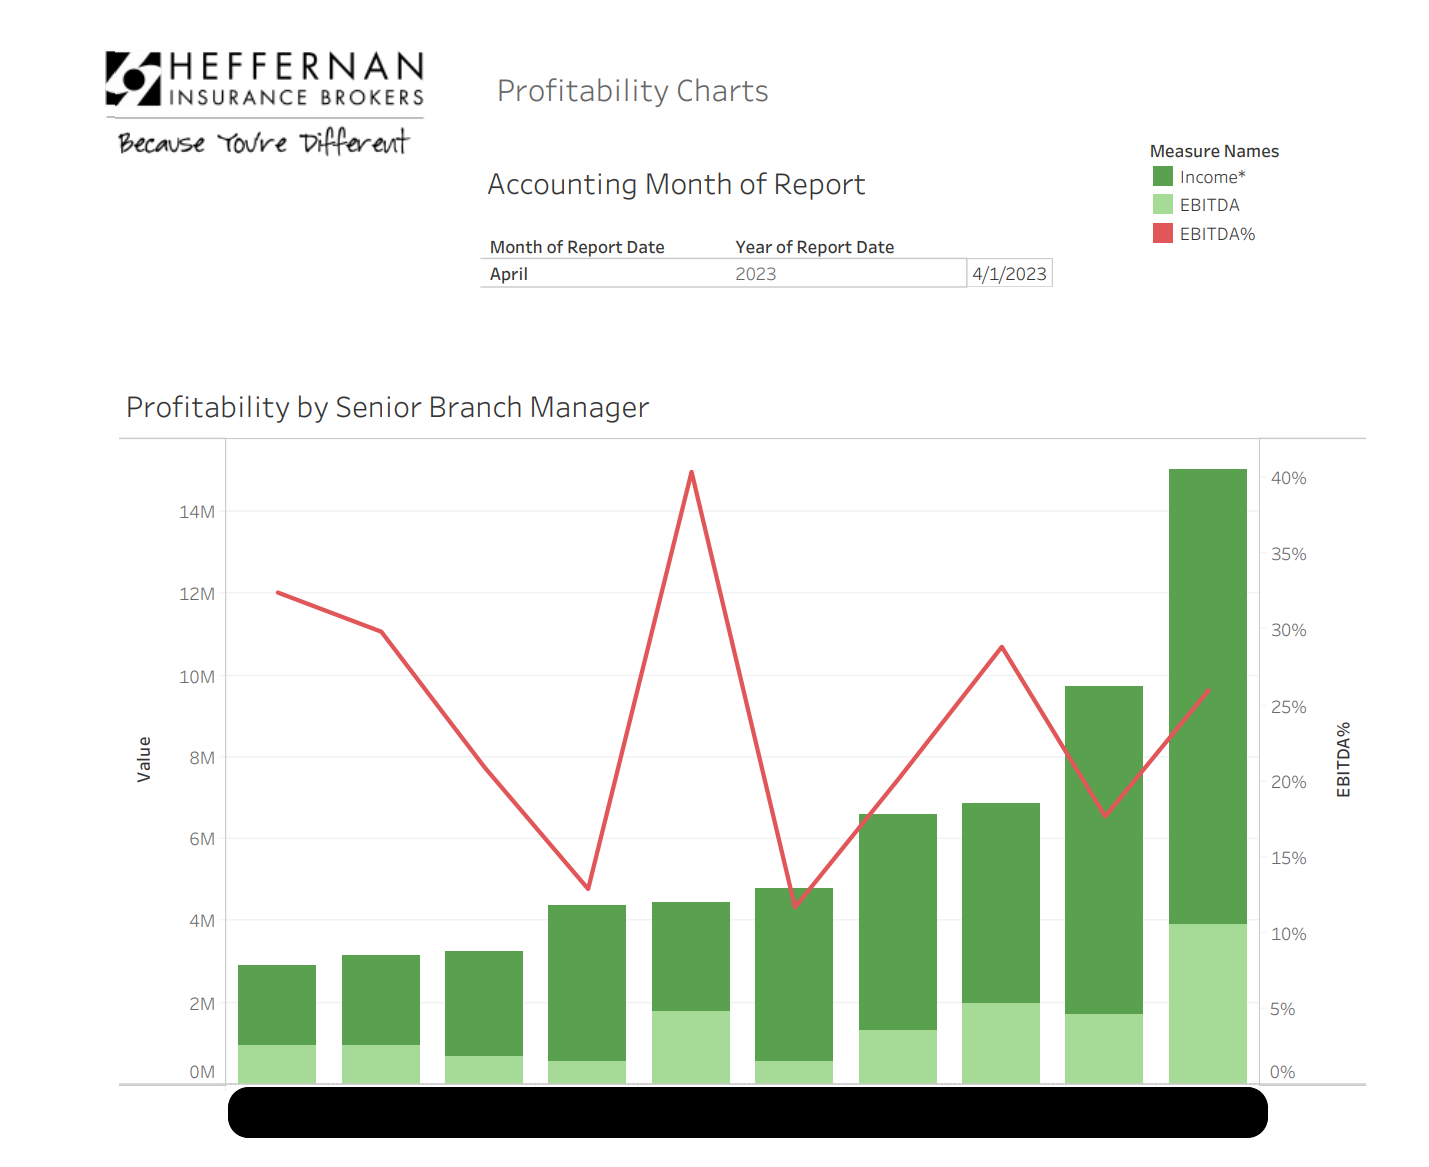 HEFFERNAN
INSURANCE BROKERS
Because You're Different
Profitability Charts
Accounting Month of Report
Month of Report Date Year of Report Date
April 2023 4/1/2023
Measure Names
Income*
EBITDA
EBITDA%
Profitability by Senior Branch Manager
14M
12M
10M
8M
6M
4M
2M
0M
Value
40%
35%
30%
25%
20%
15%
10%
5%
0%
EBITDA%